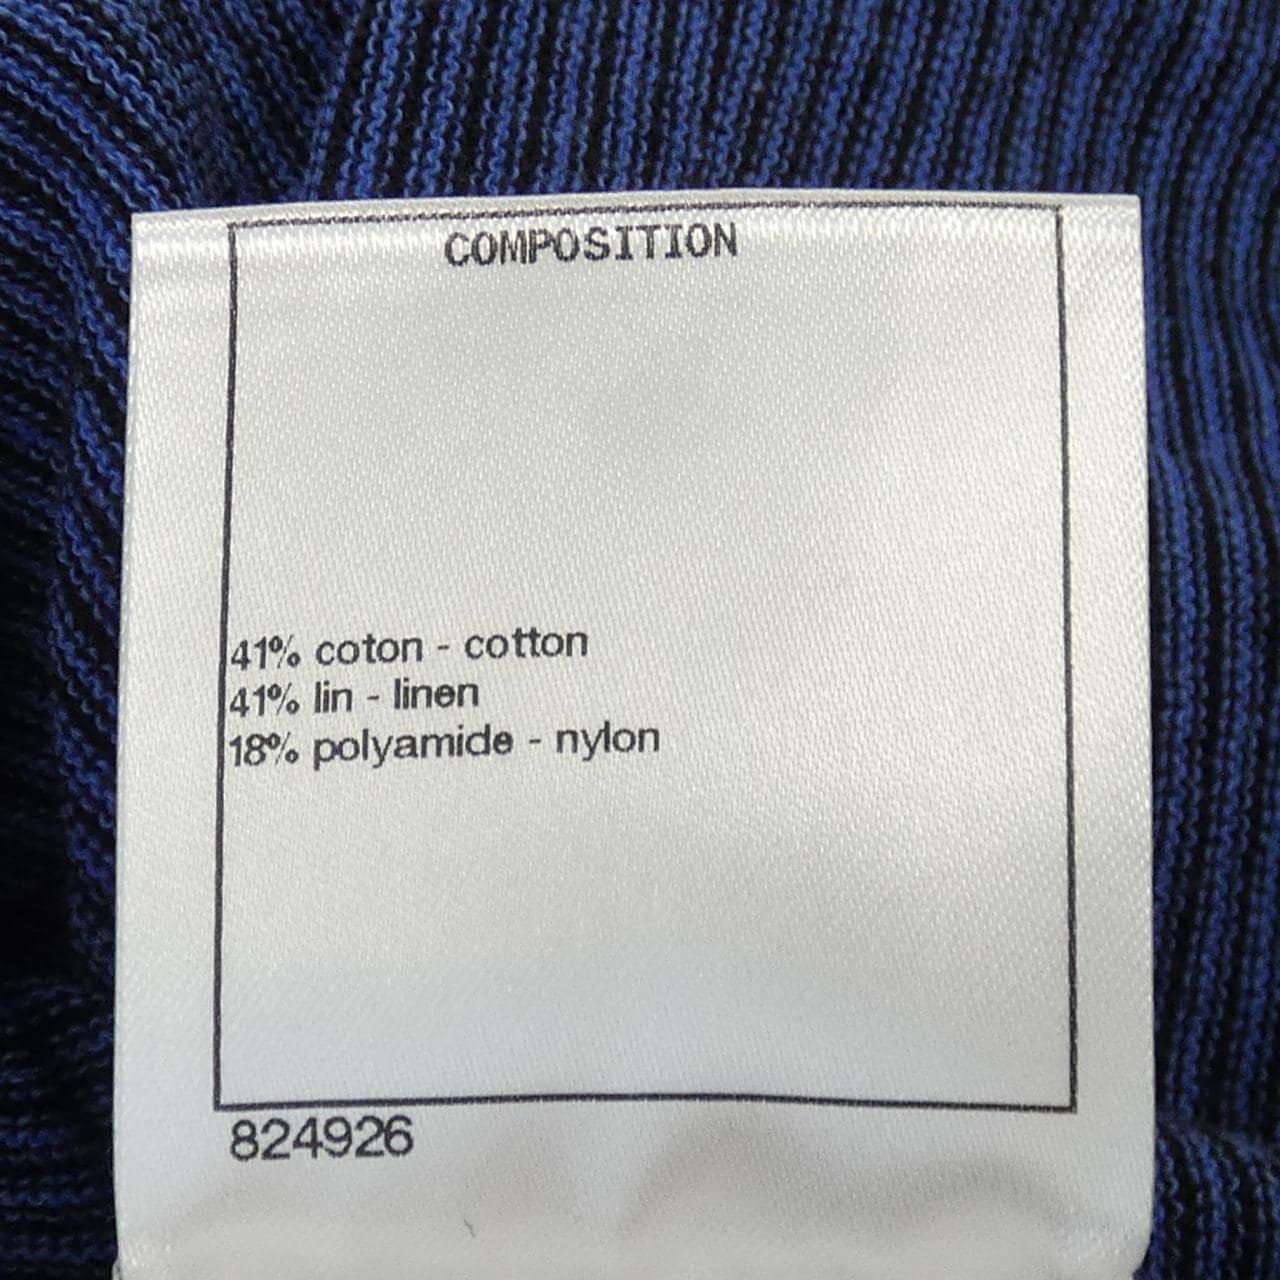 COMPOSITION
41% coton - cotton
41% lin - linen
18% polyamide - nylon
824926